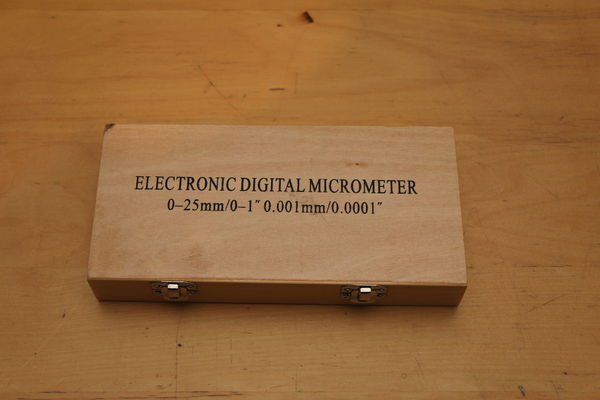 ELECTRONIC DIGITAL MICROMETER
0–25mm/0–1″ 0.001mm/0.0001″